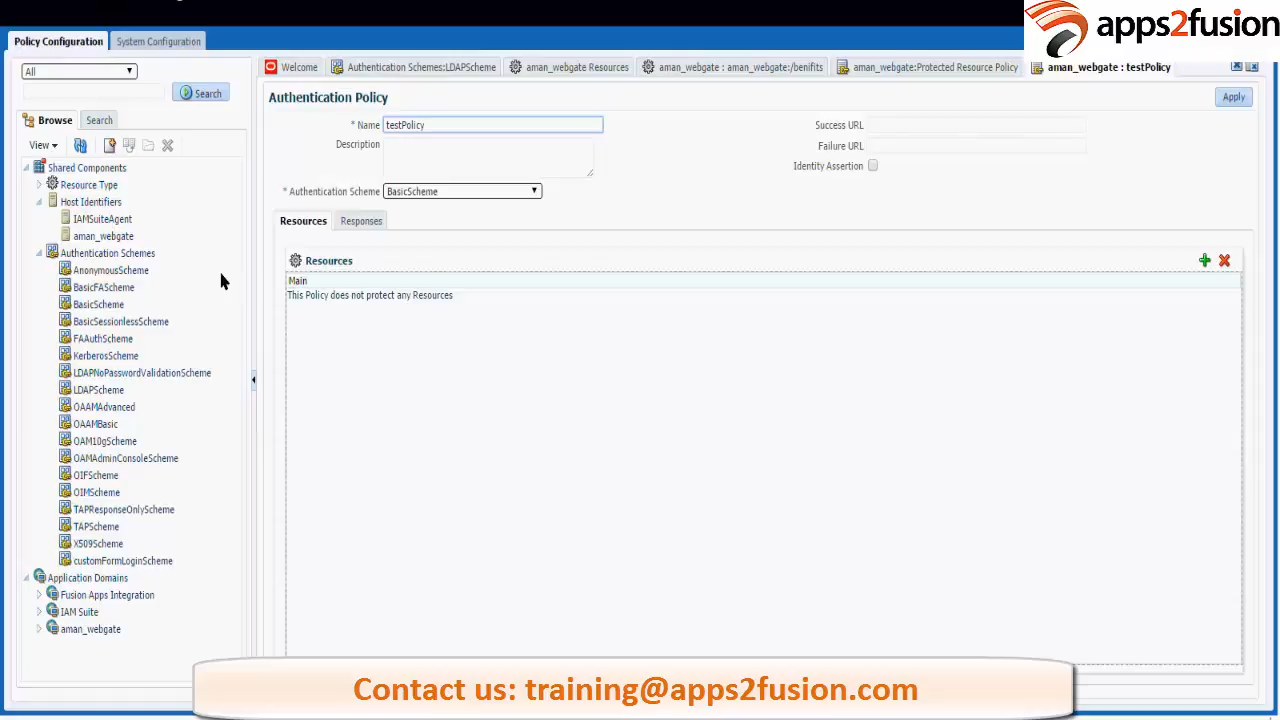 apps2fusion
Policy Configuration System Configuration
All
Search
Browse Search
View
Shared Components
Resource Type
Host Identifiers
IAMSuiteAgent
aman_webgate
Authentication Schemes
AnonymousScheme
BasicFAScheme
BasicScheme
BasicSessionlessScheme
FAAuthScheme
KerberosScheme
LDAPNoPasswordValidationScheme
LDAPScheme
OAAMAdvanced
OAAMBasic
OAM10gScheme
OAMAdminConsoleScheme
OIFScheme
OIMScheme
TAPResponseOnlyScheme
TAPScheme
X509Scheme
customFormLoginScheme
Application Domains
Fusion Apps Integration
IAM Suite
aman_webgate
Welcome Authentication Schemes:LDAPScheme aman_webgate Resources aman_webgate : aman_webgate:/benifits aman_webgate:Protected Resource Policy aman_webgate : testPolicy
Authentication Policy
Apply
* Name testPolicy
Description
* Authentication Scheme BasicScheme
Success URL
Failure URL
Identity Assertion
Resources Responses
Resources
Main
This Policy does not protect any Resources
Contact us: training@apps2fusion.com